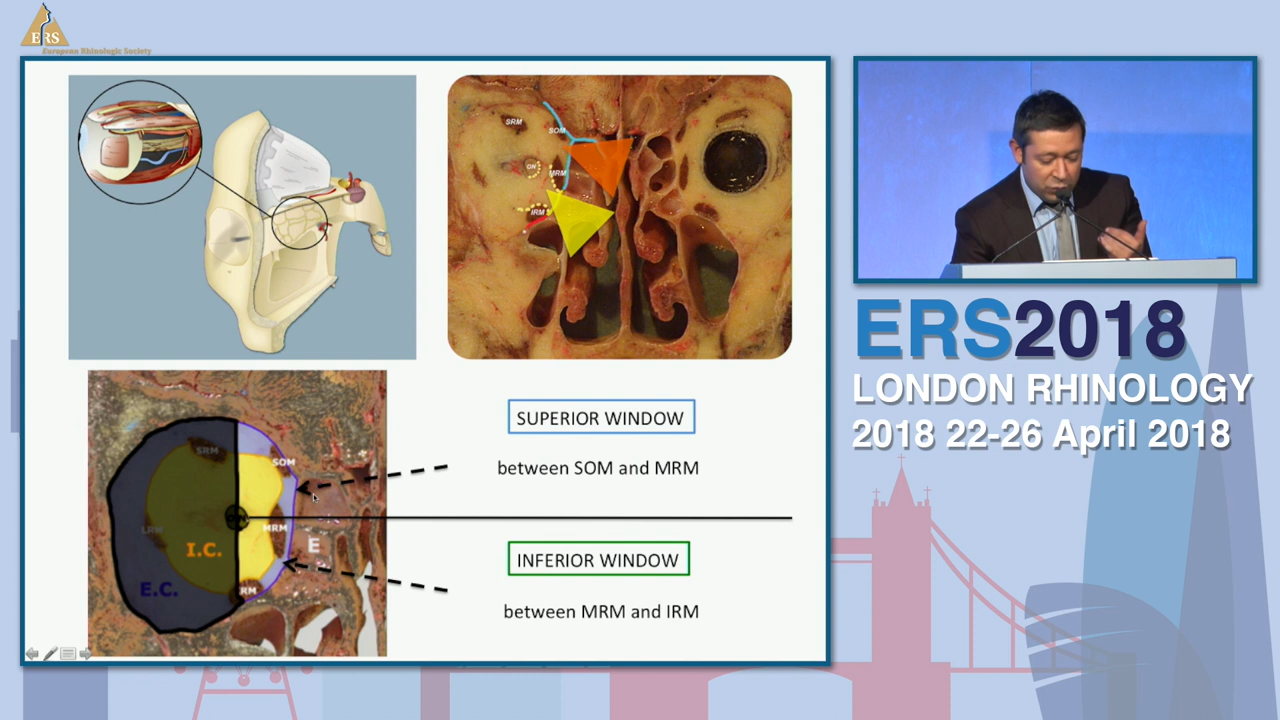 ERS
European Rhinologic Society
SRM
SOM
ON
MRM
IRM
SRM
SOM
LRM
MRM
I.C.
E
E.C.
RM
SUPERIOR WINDOW
between SOM and MRM
INFERIOR WINDOW
between MRM and IRM
ERS2018
LONDON RHINOLOGY
2018 22-26 April 2018